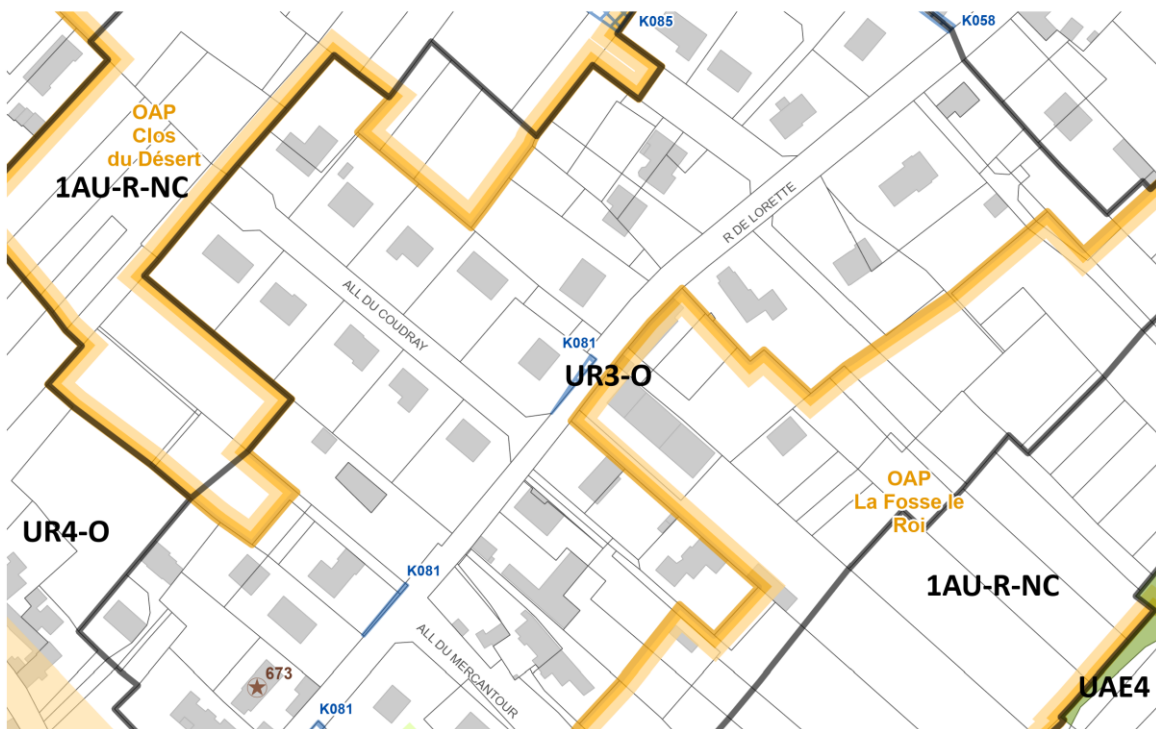 K085
K058
OAP
Clos
du Désert
1AU-R-NC
R DE LORETTE
ALL DU COUDRAY
K081
UR3-O
OAP
La Fosse le
Roi
UR4-O
K081
1AU-R-NC
ALL DU MERCANTOUR
673
UAE4
K081